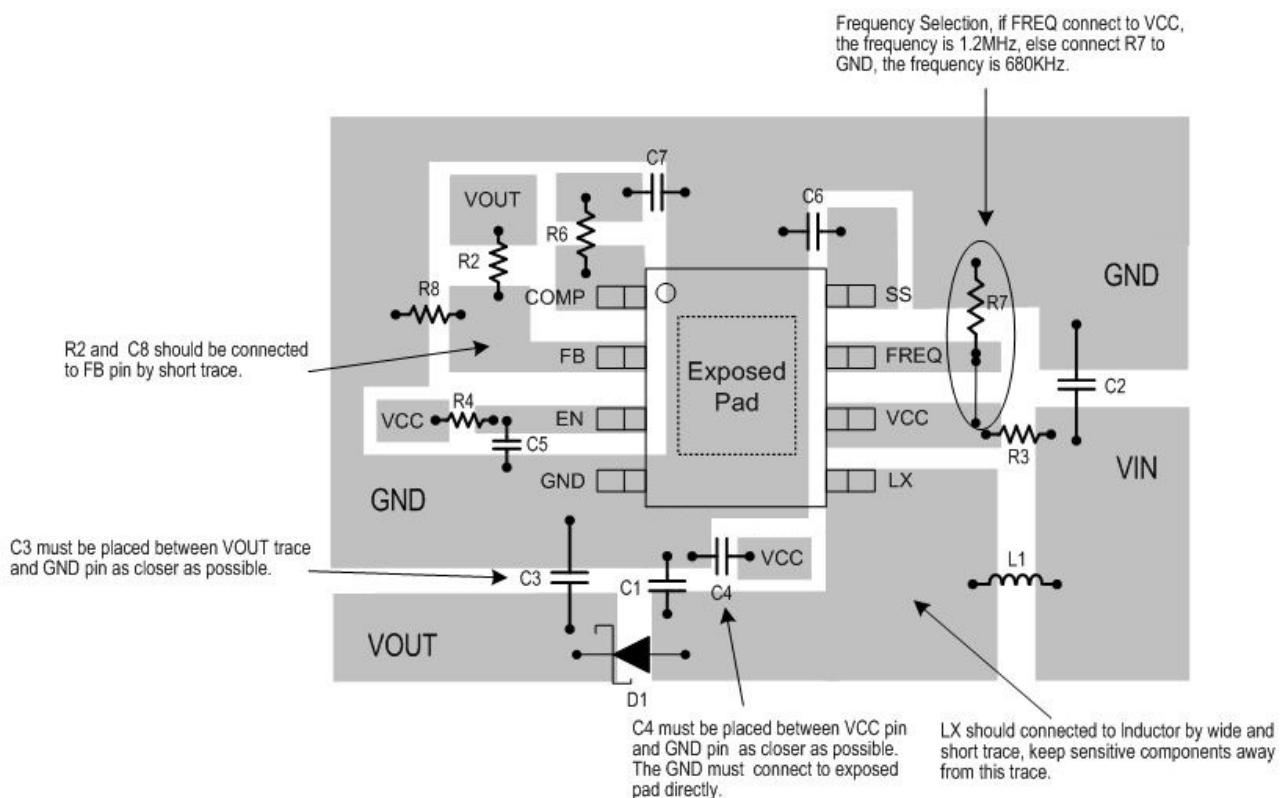 Frequency Selection, if FREQ connect to VCC,
the frequency is 1.2MHz, else connect R7 to
GND, the frequency is 680KHz.
C7
VOUT
C6
R6
R2
GND
R8
COMP
SS
R7
R2 and C8 should be connected
to FB pin by short trace.
FB
Exposed
Pad
FREQ
C2
R4
VCC
EN
VCC
C5
R3
VIN
GND
GND
LX
C3 must be placed between VOUT trace
and GND pin as closer as possible.
C3
C1
C4
VCC
L1
VOUT
D1
C4 must be placed between VCC pin
and GND pin as closer as possible.
The GND must connect to exposed
pad directly.
LX should connected to Inductor by wide and
short trace, keep sensitive components away
from this trace.